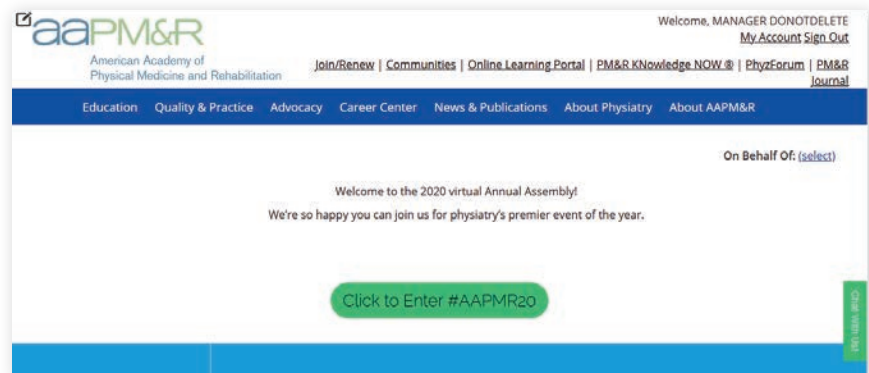 Welcome, MANAGER DONOTDELETE
aaPM&R
My Account Sign Out
American Academy of
Physical Medicine and Rehabilitation
Join/Renew | Communities | Online Learning Portal | PM&R KNowledge NOW ® | PhyzForum | PM&R
Journal
Education Quality & Practice Advocacy Career Center News & Publications About Physiatry About AAPM&R
On Behalf Of: (select)
Welcome to the 2020 virtual Annual Assembly!
We're so happy you can join us for physiatry's premier event of the year.
Click to Enter #AAPMR20
Chat With Us!